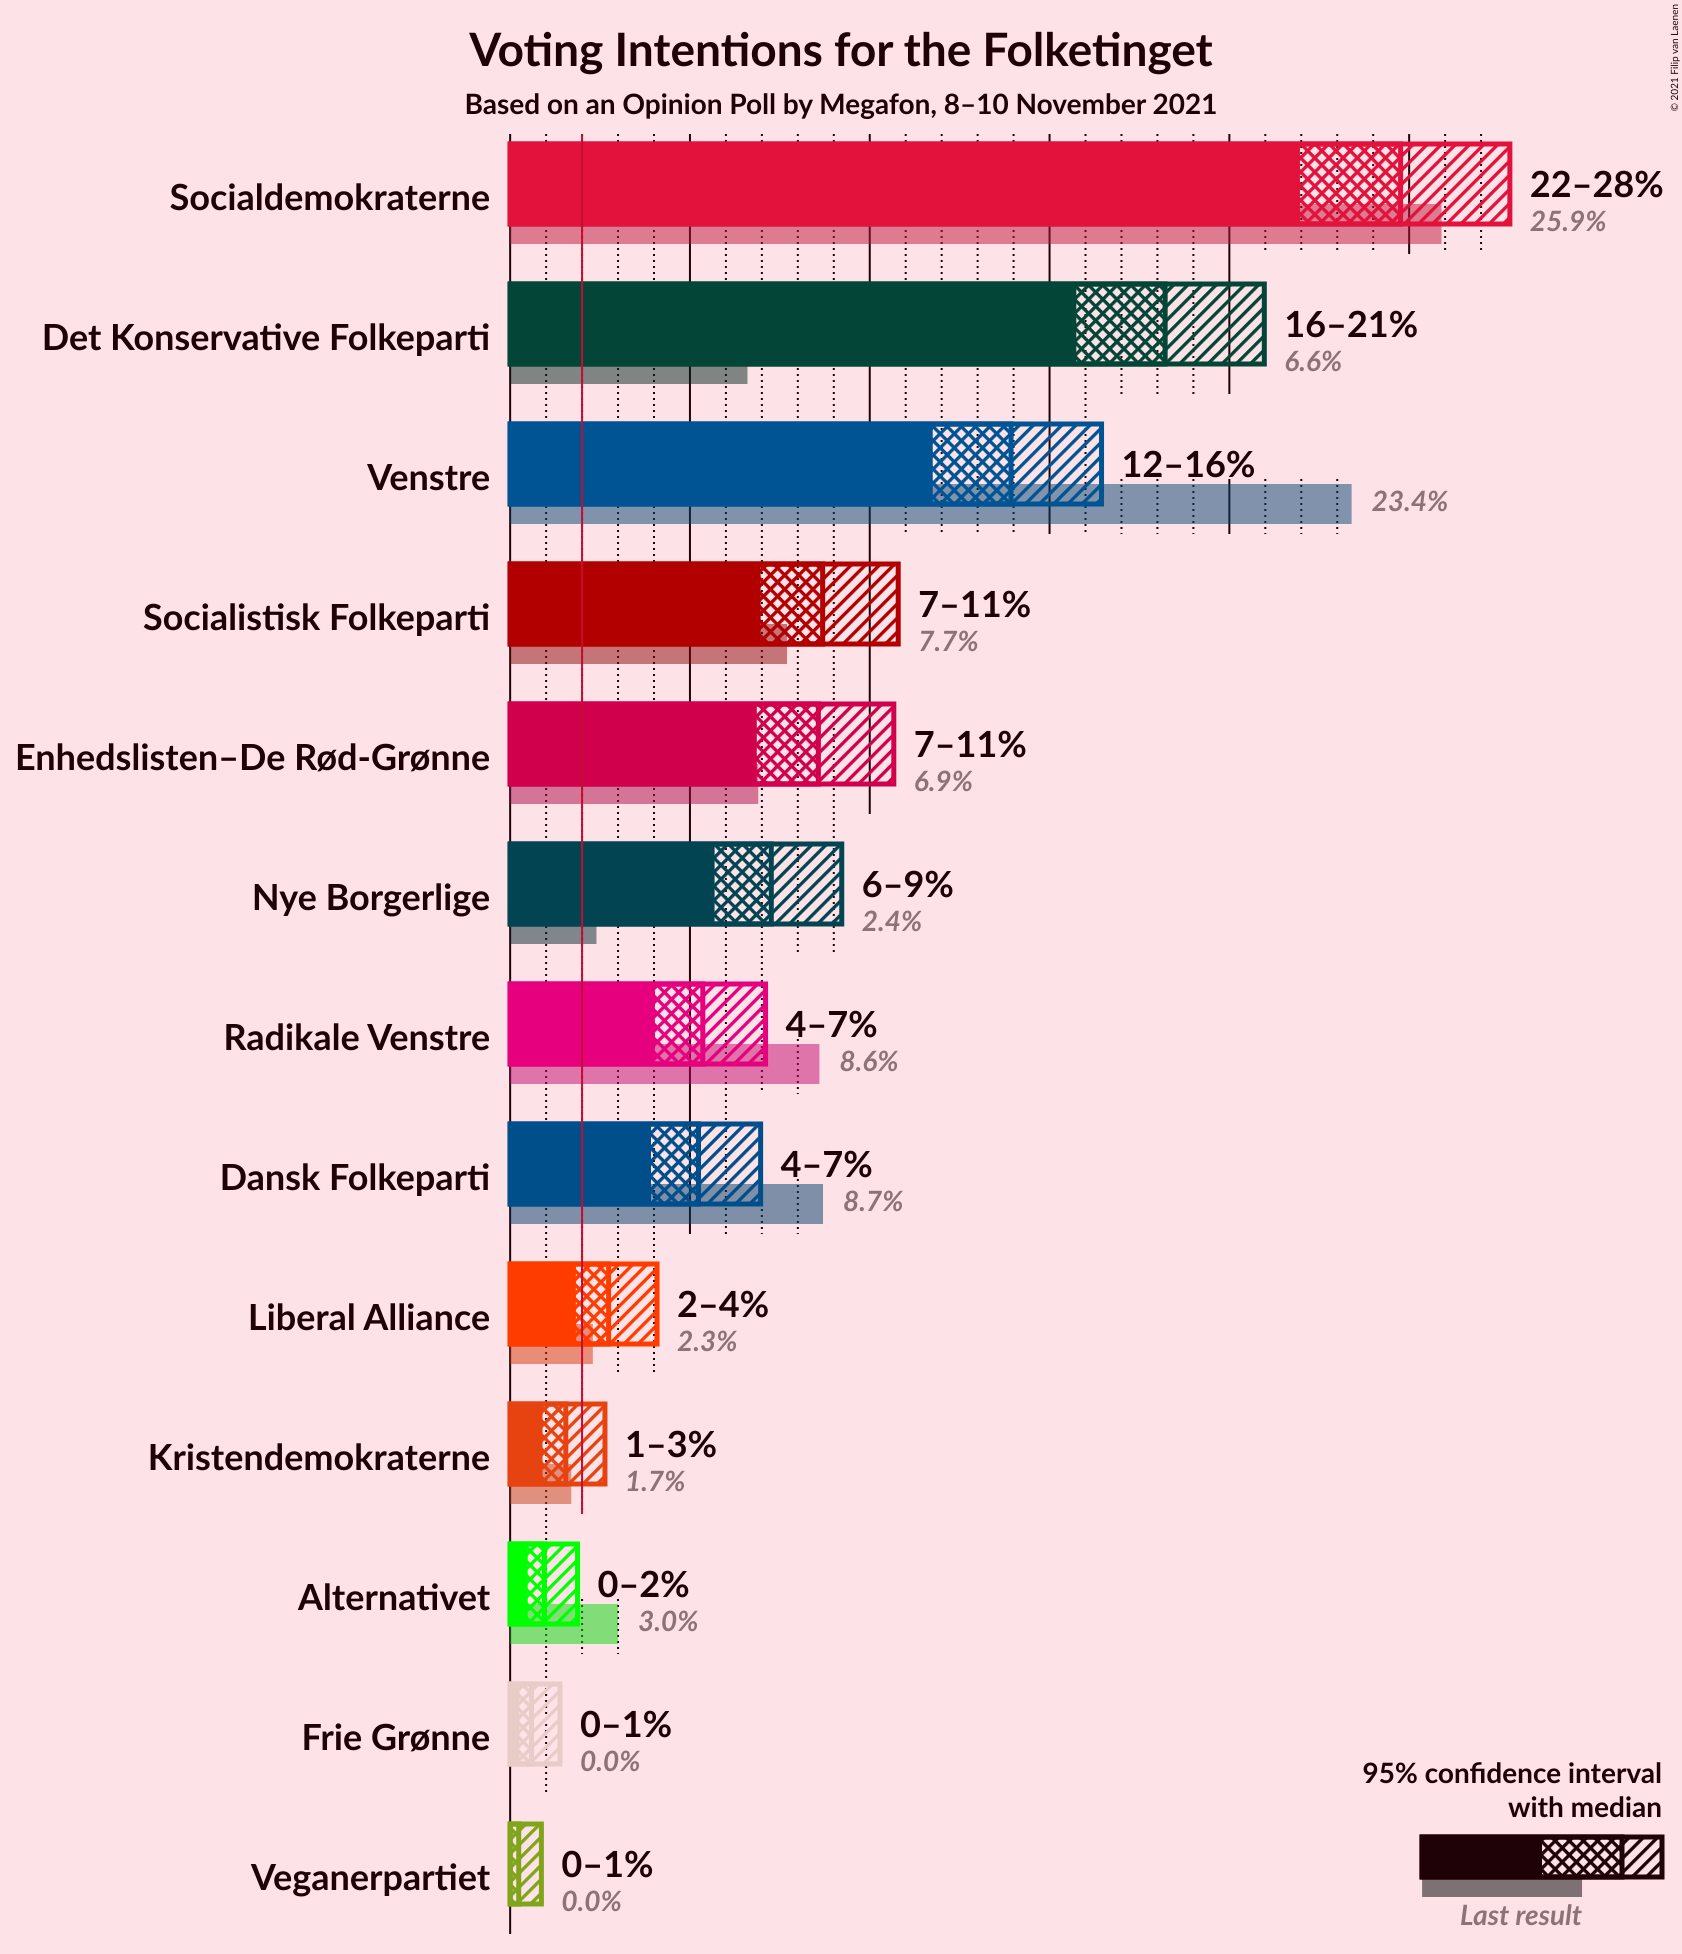 Voting Intentions for the Folketinget
Based on an Opinion Poll by Megafon, 8–10 November 2021
© 2021 Filip van Laenen
Socialdemokraterne
22–28%
25.9%
Det Konservative Folkeparti
16–21%
6.6%
Venstre
12–16%
23.4%
Socialistisk Folkeparti
7–11%
7.7%
Enhedslisten–De Rød-Grønne
7–11%
6.9%
Nye Borgerlige
6–9%
2.4%
Radikale Venstre
4–7%
8.6%
Dansk Folkeparti
4–7%
8.7%
Liberal Alliance
2–4%
2.3%
Kristendemokraterne
1–3%
1.7%
Alternativet
0–2%
3.0%
Frie Grønne
0–1%
0.0%
Veganerpartiet
0–1%
0.0%
95% confidence interval
with median
Last result